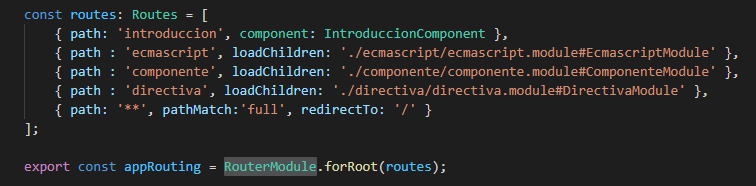 const routes: Routes = [
{ path: 'introduccion', component: IntroduccionComponent },
{ path : 'ecmascript', loadChildren: './ecmascript/ecmascript.module#EcmascriptModule' },
{ path : 'componente', loadChildren: './componente/componente.module#ComponenteModule' },
{ path : 'directiva', loadChildren: './directiva/directiva.module#DirectivaModule' },
{ path: '**', pathMatch:'full', redirectTo: '/' }
];
export const appRouting = RouterModule.forRoot(routes);